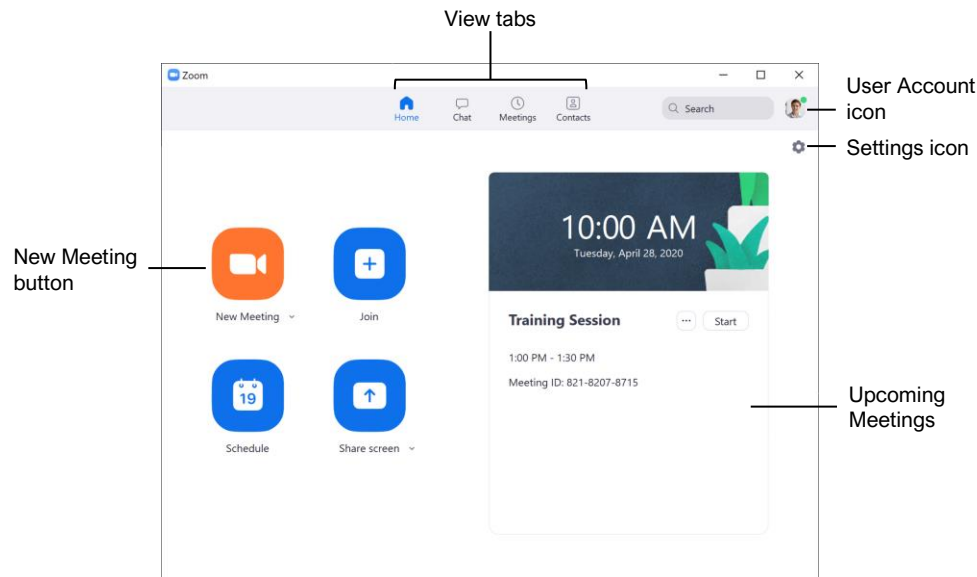 View tabs
Zoom
Home
Chat
Meetings
Contacts
Search
User Account
icon
Settings icon
10:00 AM
Tuesday, April 28, 2020
New Meeting
button
New Meeting
Join
Training Session
Start
1:00 PM - 1:30 PM
Meeting ID: 821-8207-8715
19
Upcoming
Meetings
Schedule
Share screen